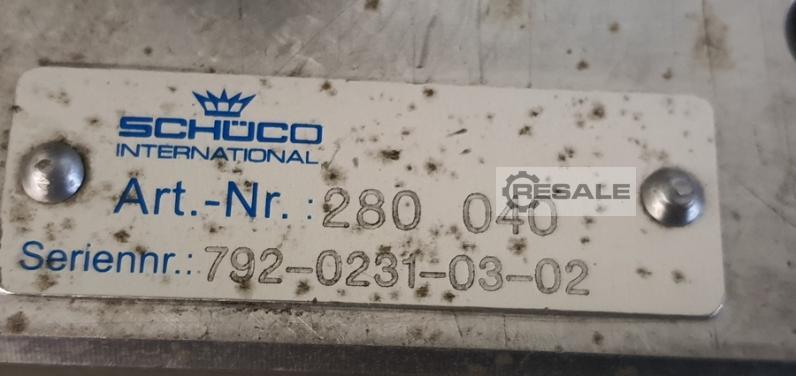 SCHÜCO
INTERNATIONAL
Art.-Nr.: 280 040
RESALE
Seriennr.: 792-0231-03-02